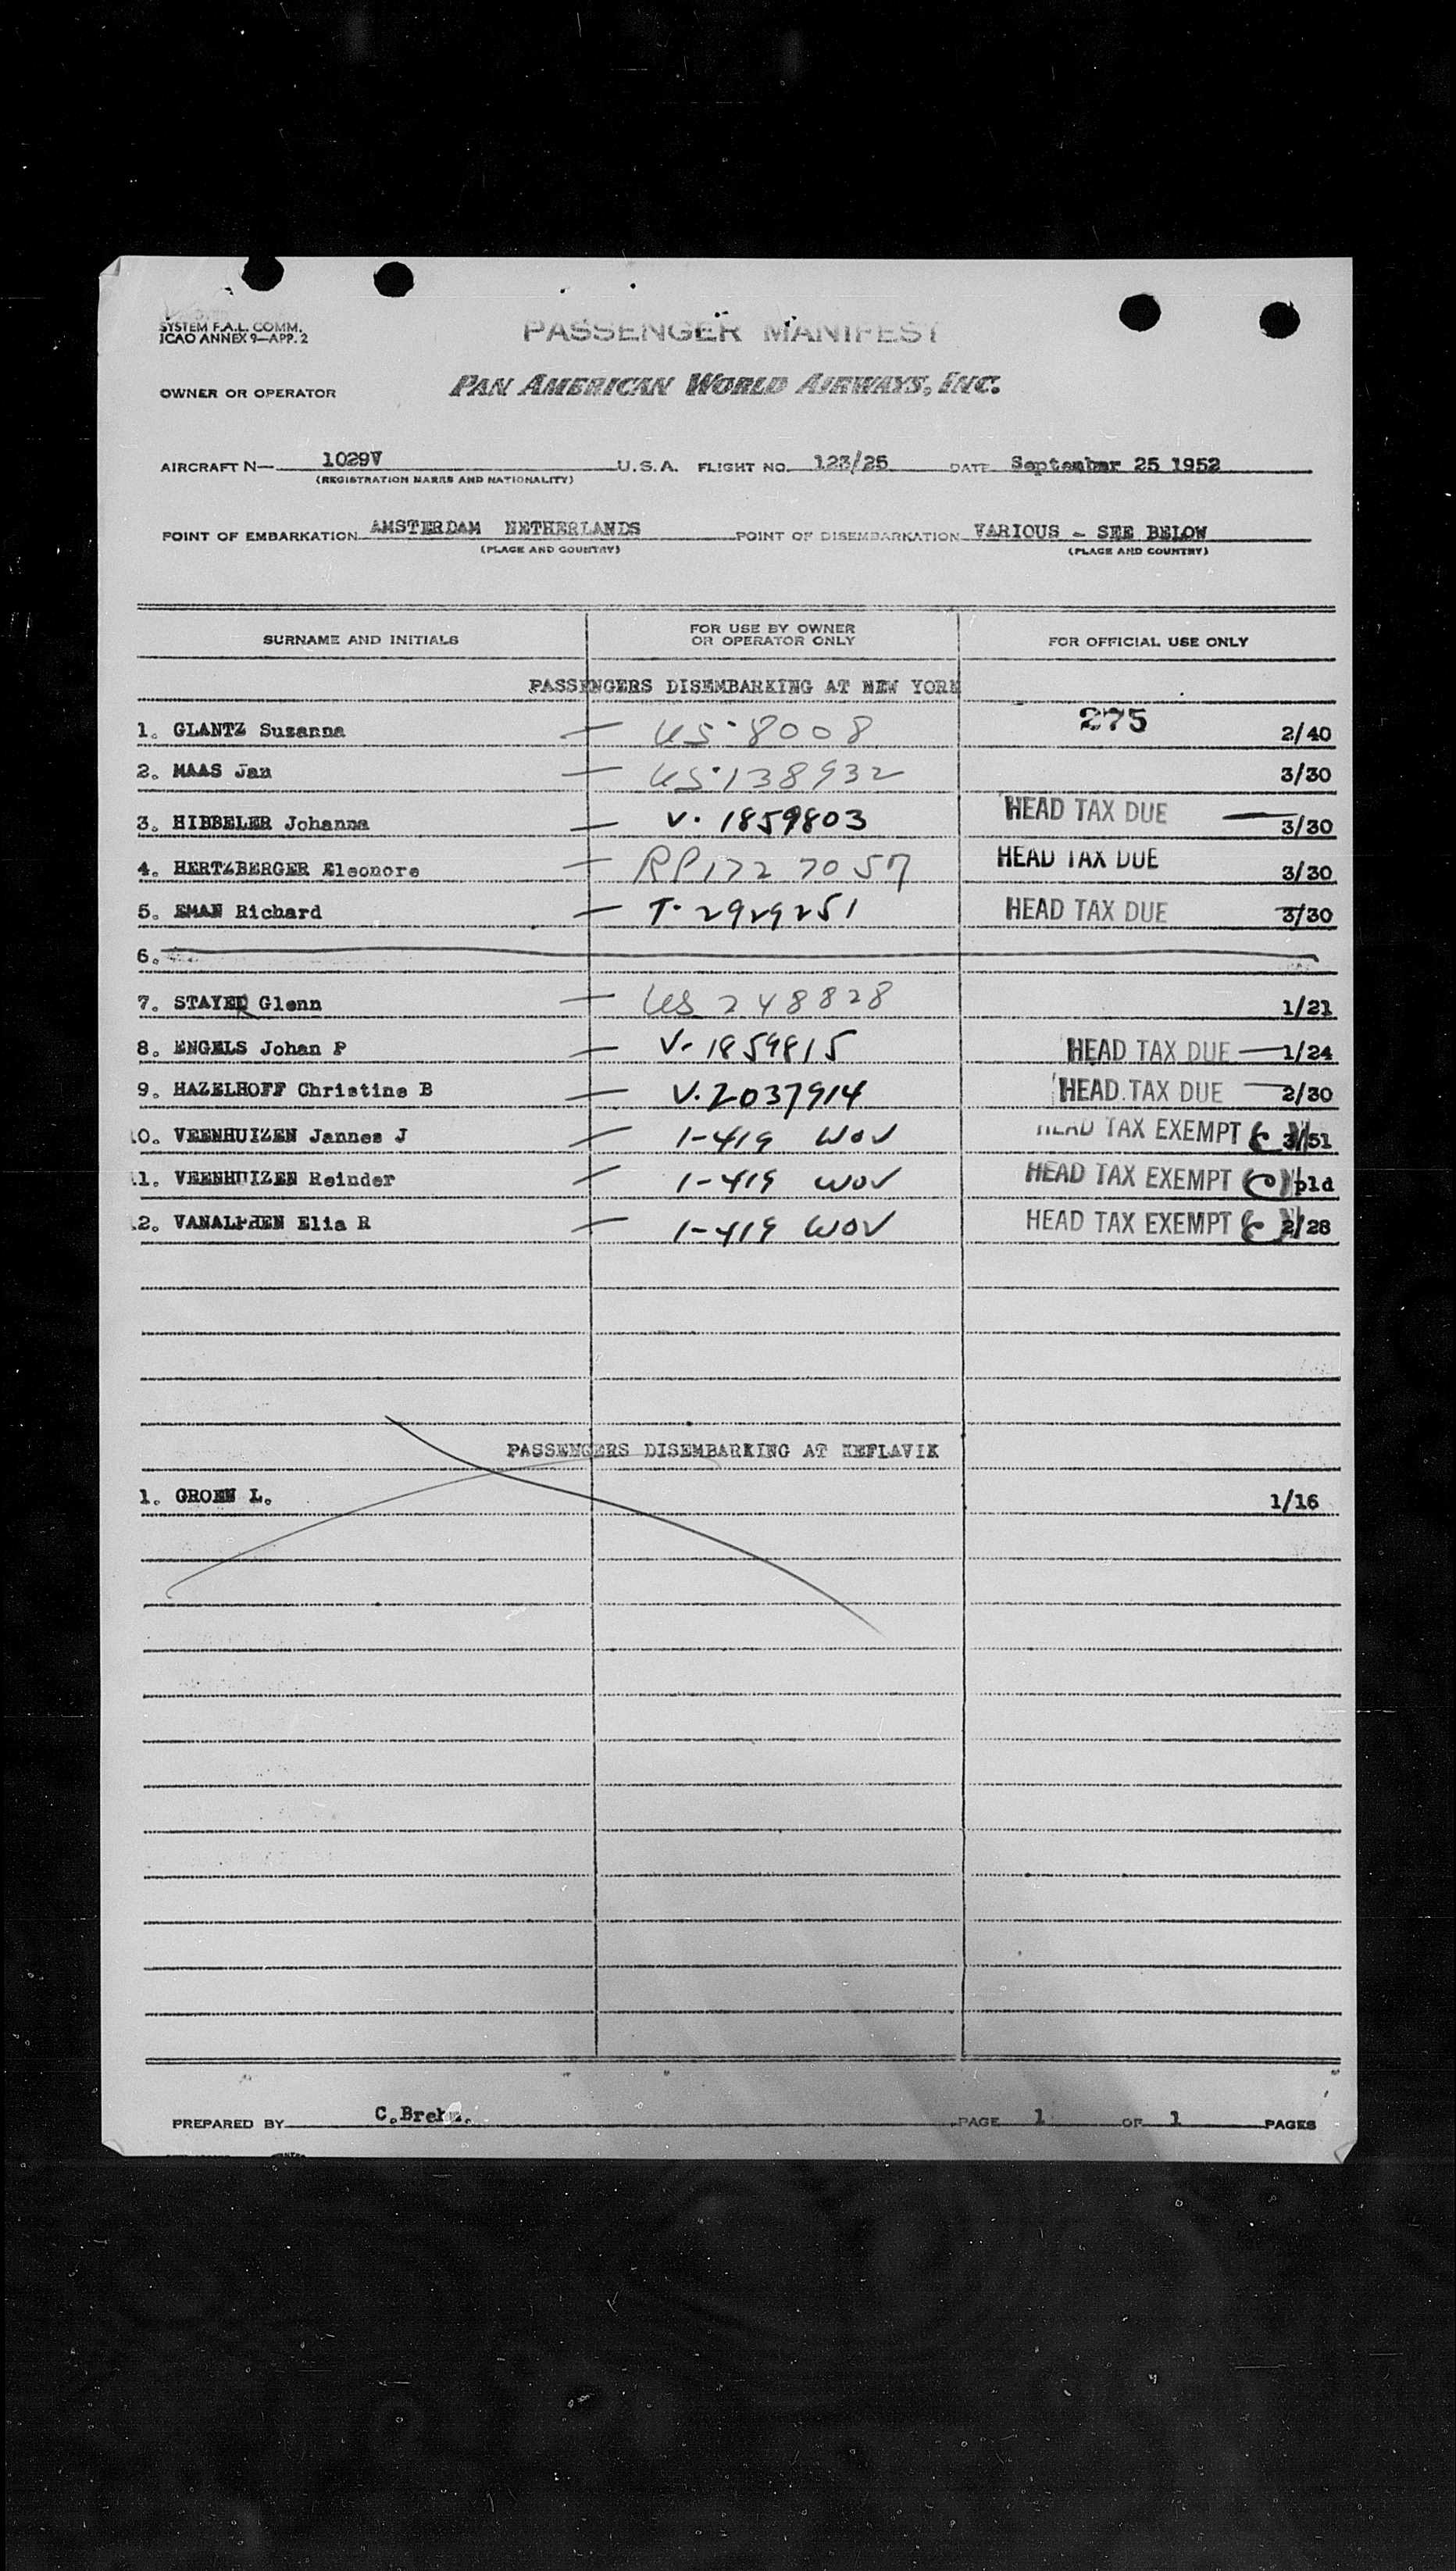 SYSTEM F.A.L. COMM.
ICAO ANNEX 9—APP. 2
PASSENGER MANIFEST
OWNER OR OPERATOR PAN AMERICAN WORLD AIRWAYS, INC.
AIRCRAFT N— 1029V U.S.A. FLIGHT NO. 123/25 DATE September 25 1952
(REGISTRATION MARKS AND NATIONALITY)
POINT OF EMBARKATION AMSTERDAM NETHERLANDS POINT OF DISEMBARKATION VARIOUS - SEE BELOW
(PLACE AND COUNTRY) (PLACE AND COUNTRY)
SURNAME AND INITIALS FOR USE BY OWNER OR OPERATOR ONLY FOR OFFICIAL USE ONLY
PASSENGERS DISEMBARKING AT NEW YORK
275
1. GLANTZ Suzanna — US·8008 2/40
2. MAAS Jan — US·138932 3/30
3. HIBBELER Johanna — V. 1859803 HEAD TAX DUE — 3/30
4. HERTZBERGER Eleonore — RP172 7057 HEAD TAX DUE 3/30
5. EMAN Richard — T. 2929251 HEAD TAX DUE 3/30
6.
7. STAYER Glenn — US 248828 1/21
8. ENGELS Johan P — V. 1859815 HEAD TAX DUE — 1/24
9. HAZELHOFF Christine B — V. 2037914 HEAD TAX DUE — 2/30
10. VEENHUIZEN Jannes J — 1-419 WOV HEAD TAX EXEMPT 3/51
11. VEENHUIZEN Reinder — 1-419 WOV HEAD TAX EXEMPT
12. VANALPHEN Elia R — 1-419 WOV HEAD TAX EXEMPT 2/28
PASSENGERS DISEMBARKING AT KEFLAVIK
1. GROEN L. 1/16
PREPARED BY C.Brehm. PAGE 1 OF 1 PAGES